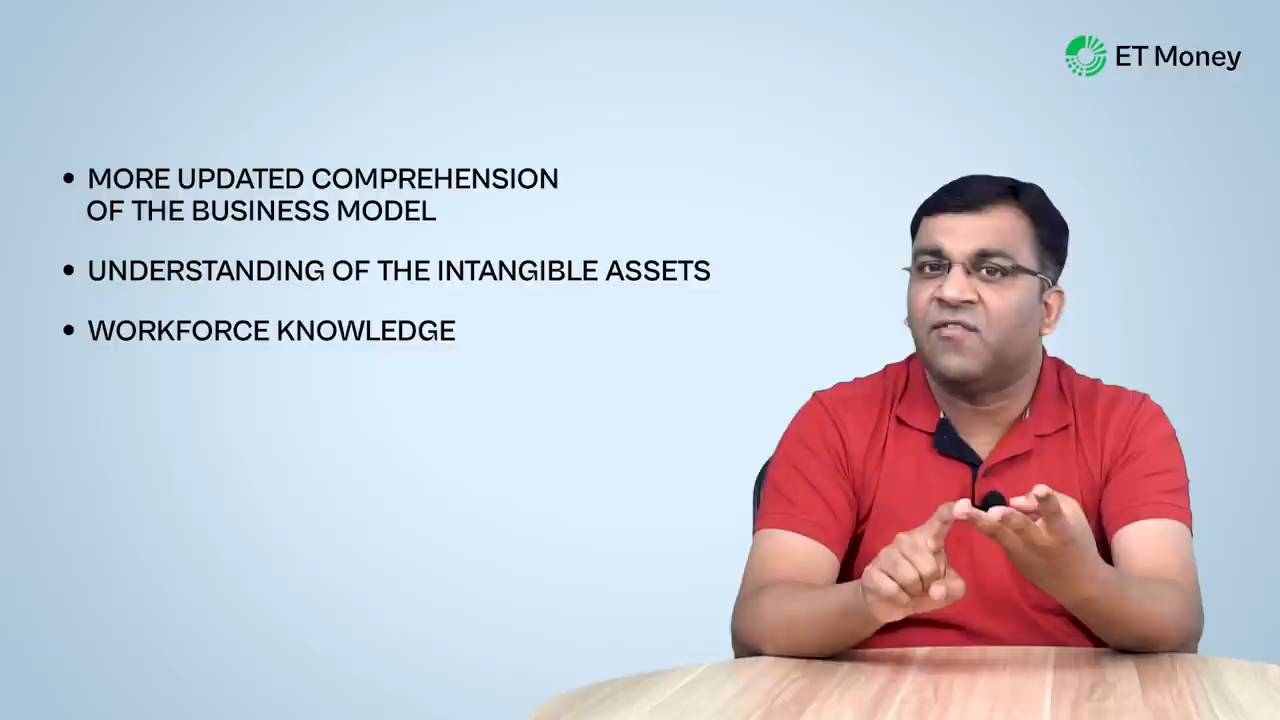 ET Money
• MORE UPDATED COMPREHENSION
OF THE BUSINESS MODEL
• UNDERSTANDING OF THE INTANGIBLE ASSETS
• WORKFORCE KNOWLEDGE